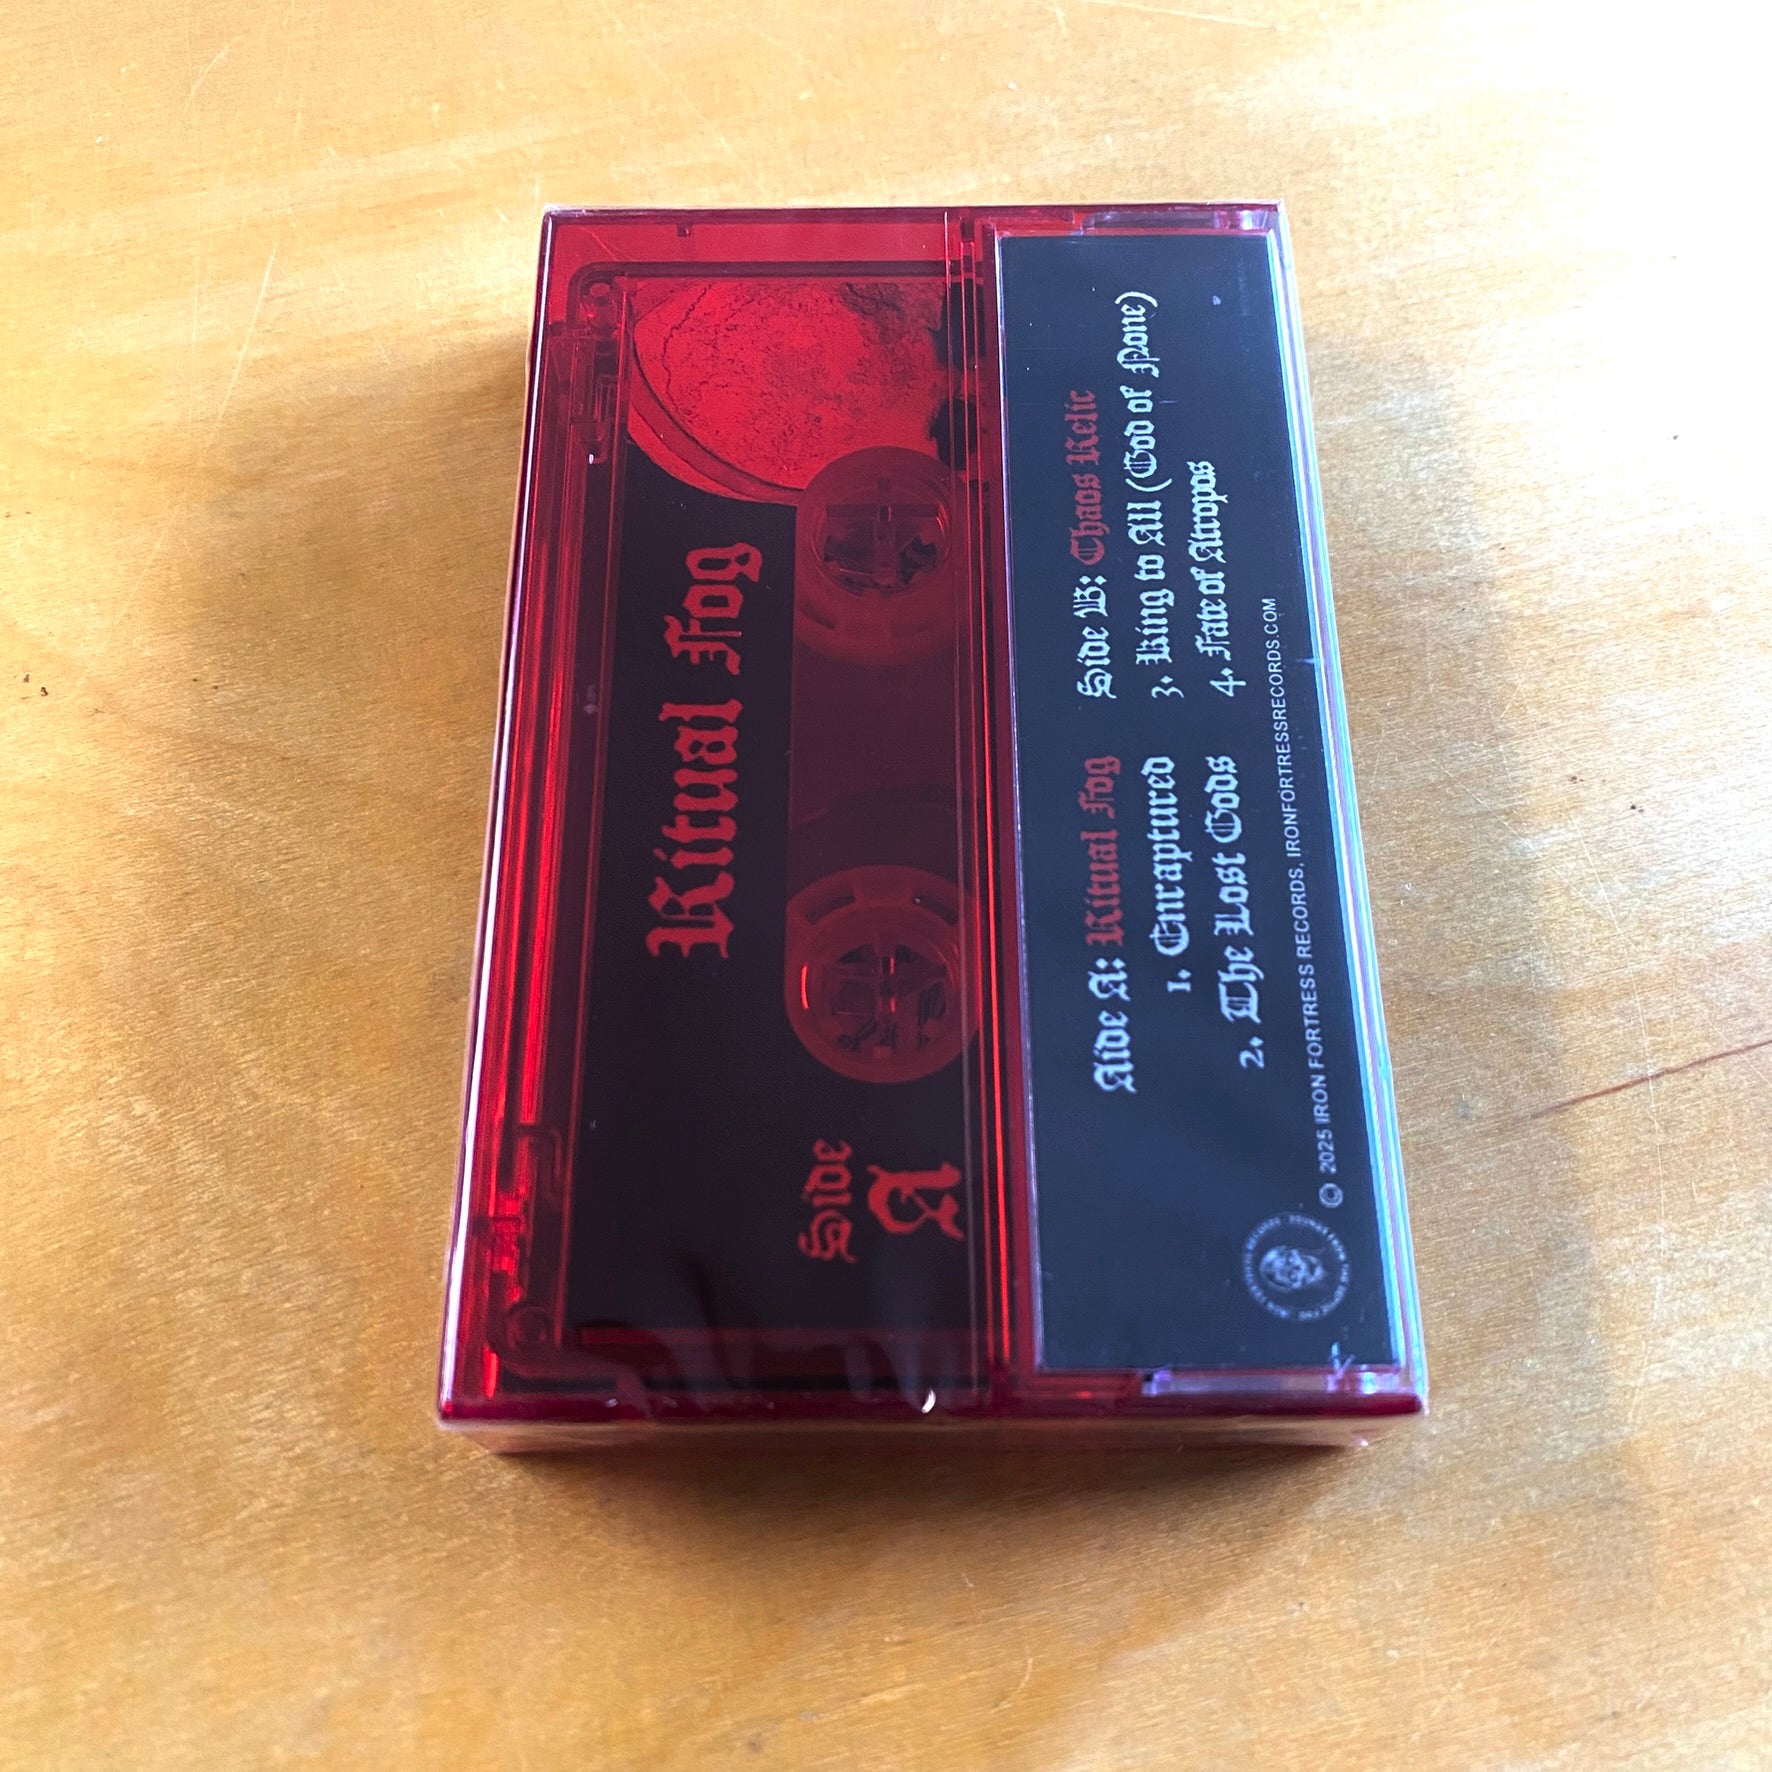 Ritual Fog
Side
A
Aide A: Ritual Fog
1. Enraptured
2. The Lost Gods
Side B: Chaos Relic
3. King to All (God of None)
4. Fate of Atropos
© 2025 IRON FORTRESS RECORDS, IRONFORTRESSRECORDS.COM